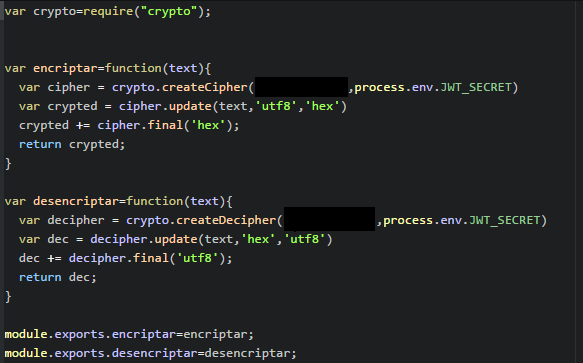 var crypto=require("crypto");
var encriptar=function(text){
var cipher = crypto.createCipher( ,process.env.JWT_SECRET)
var crypted = cipher.update(text,'utf8','hex')
crypted += cipher.final('hex');
return crypted;
}
var desencriptar=function(text){
var decipher = crypto.createDecipher( ,process.env.JWT_SECRET)
var dec = decipher.update(text,'hex','utf8')
dec += decipher.final('utf8');
return dec;
}
module.exports.encriptar=encriptar;
module.exports.desencriptar=desencriptar;